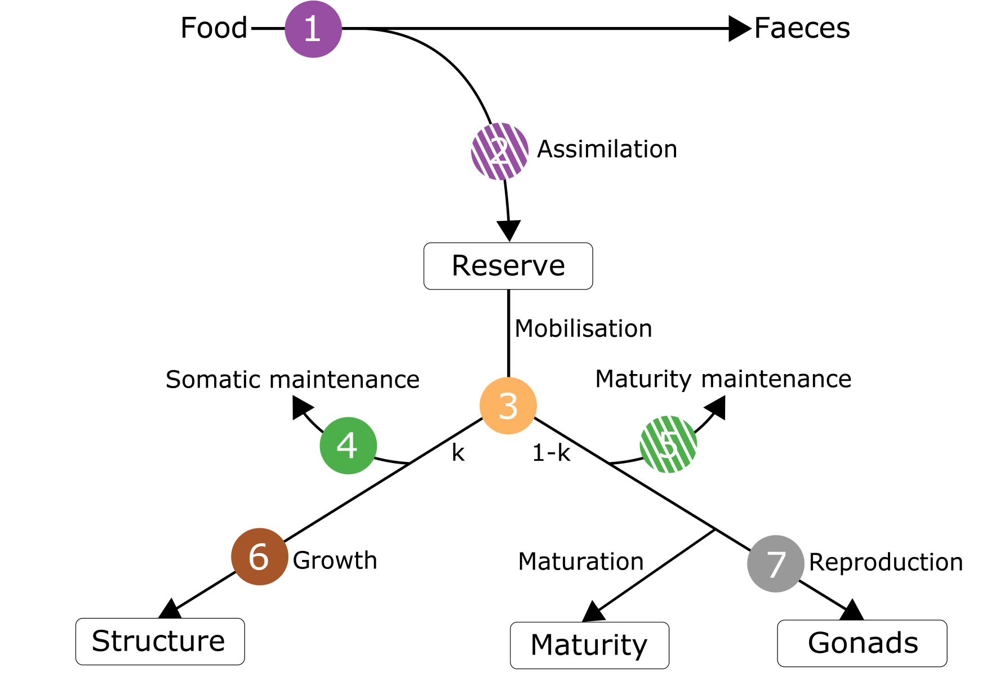 Food
1
Faeces
2
Assimilation
Reserve
Mobilisation
Somatic maintenance
Maturity maintenance
3
4
k
1-k
5
6
Growth
Maturation
7
Reproduction
Structure
Maturity
Gonads